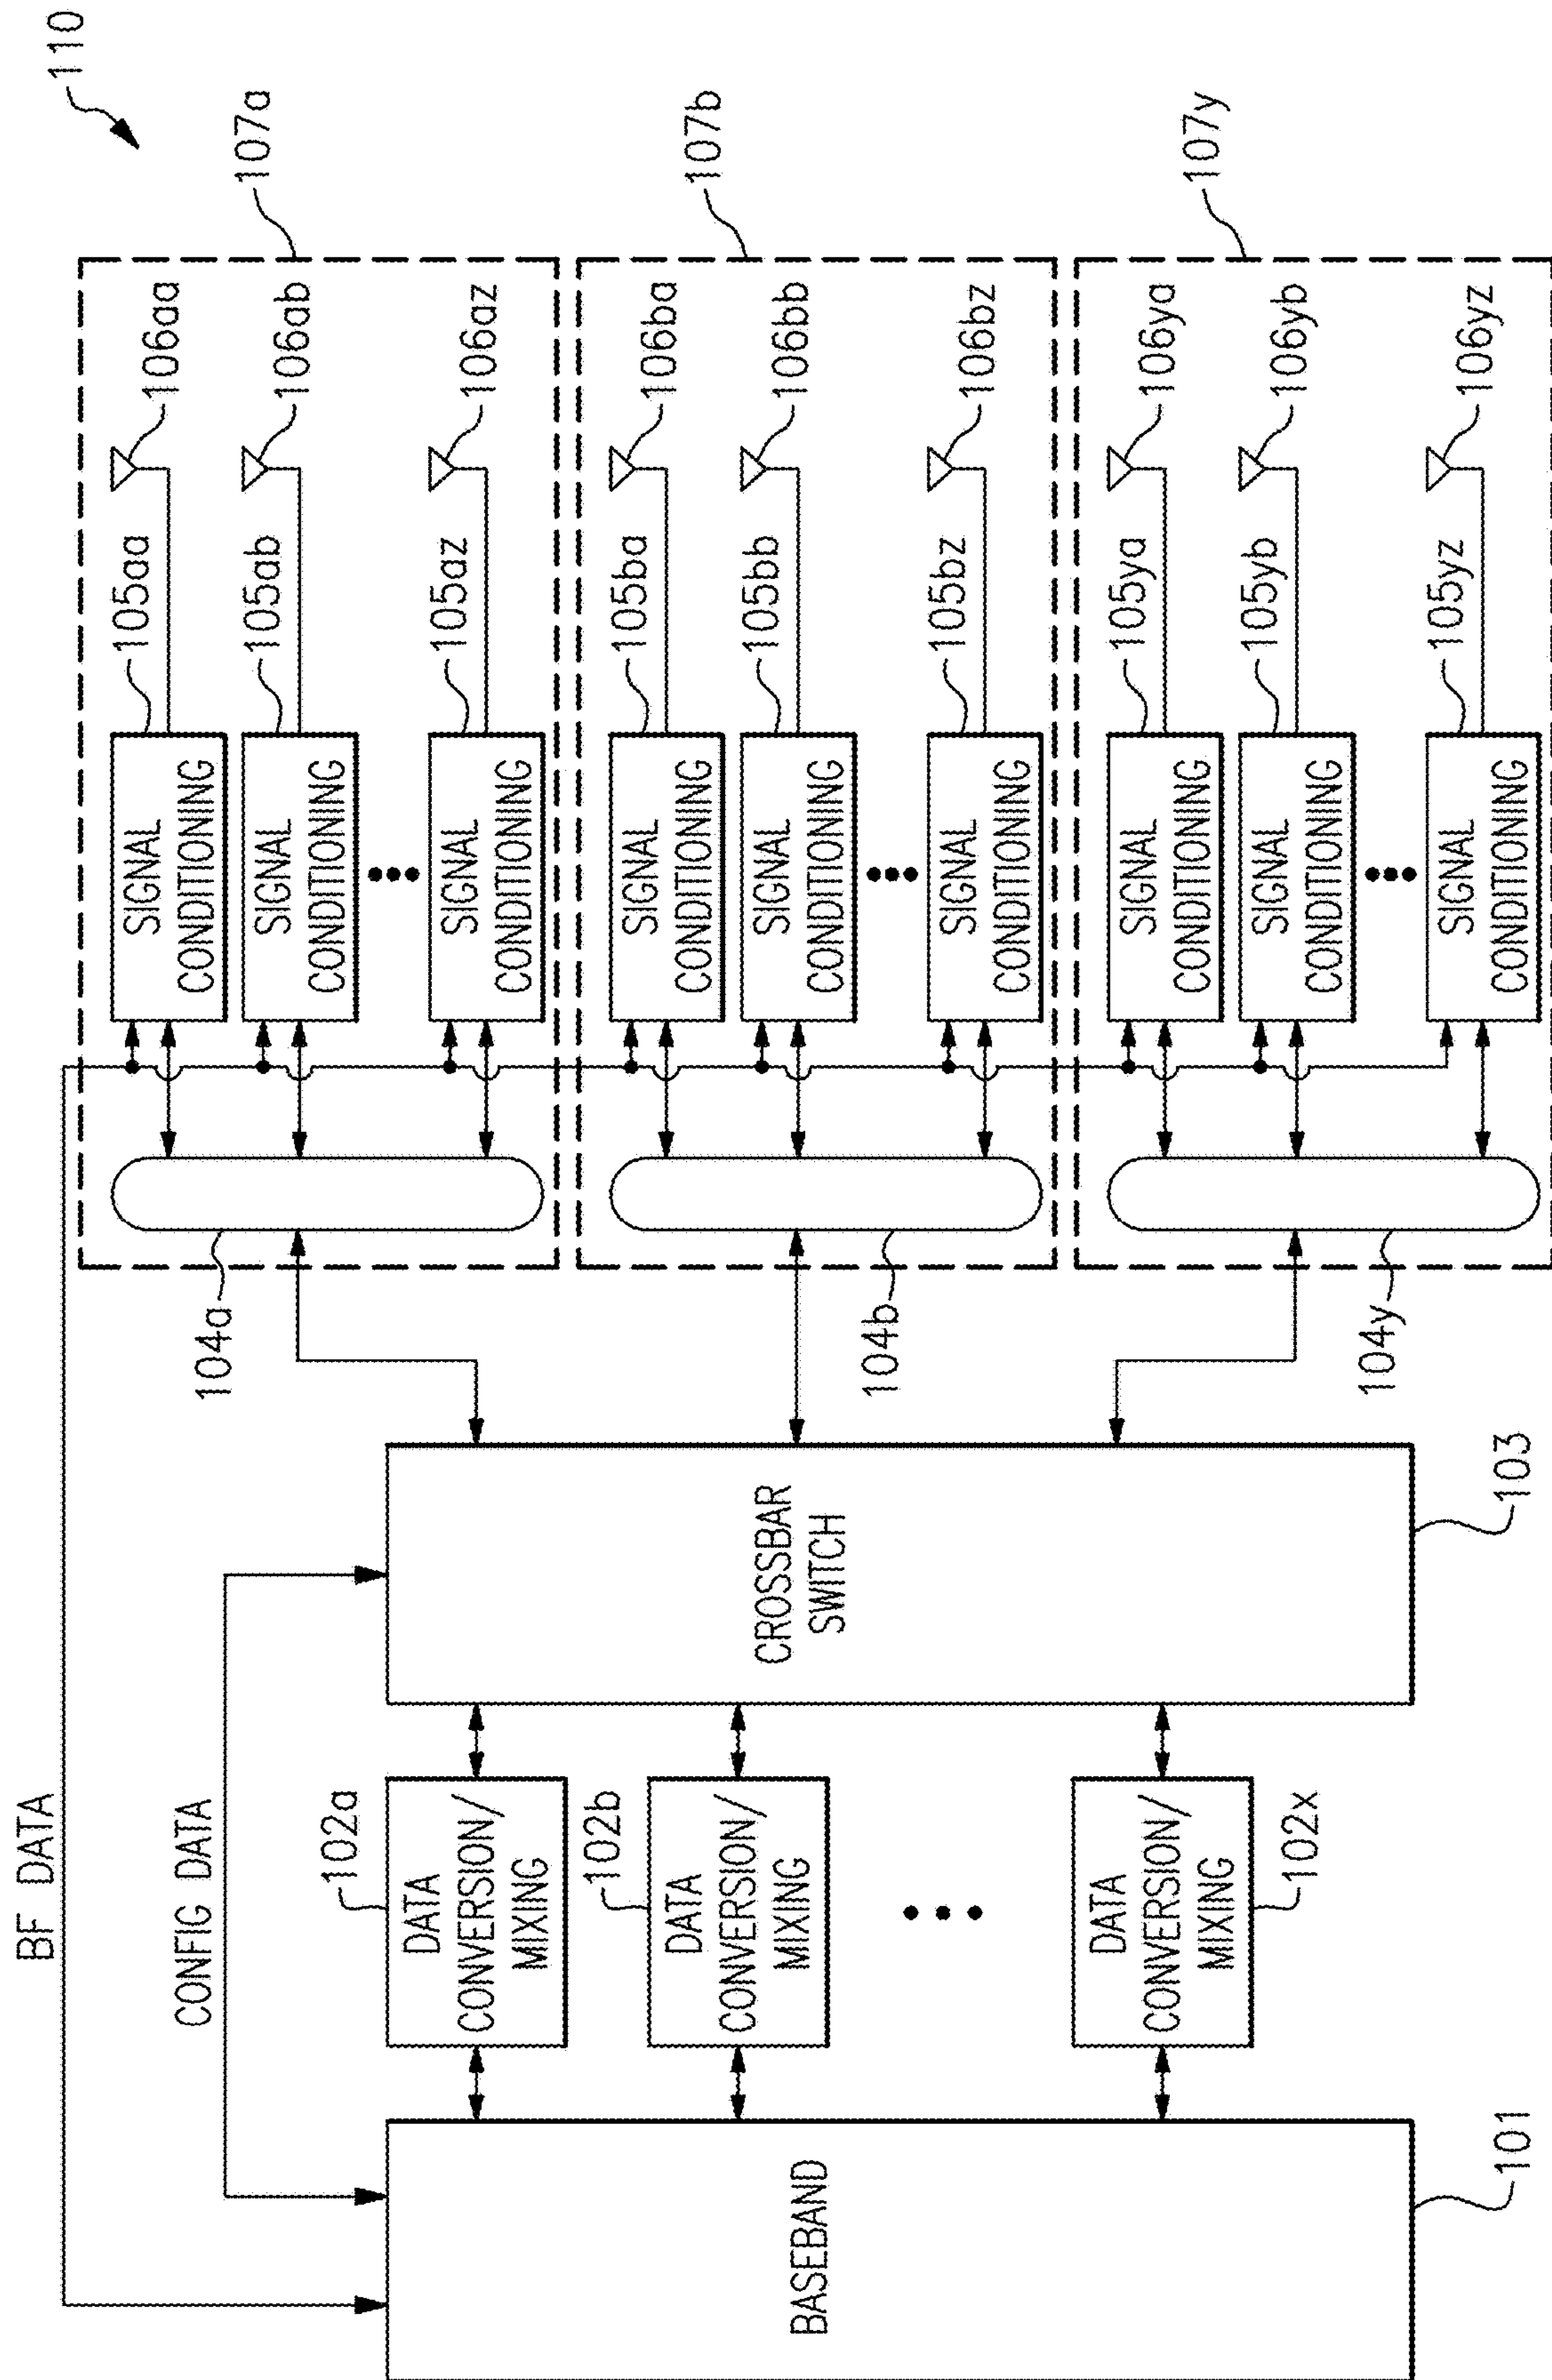 110
BF DATA
CONFIG DATA
BASEBAND
101
102a
DATA
CONVERSION/
MIXING
102b
DATA
CONVERSION/
MIXING
102x
DATA
CONVERSION/
MIXING
CROSSBAR
SWITCH
103
107a
104a
SIGNAL
CONDITIONING
105aa
106aa
SIGNAL
CONDITIONING
105ab
106ab
SIGNAL
CONDITIONING
105az
106az
107b
104b
SIGNAL
CONDITIONING
105ba
106ba
SIGNAL
CONDITIONING
105bb
106bb
SIGNAL
CONDITIONING
105bz
106bz
107y
104y
SIGNAL
CONDITIONING
105ya
106ya
SIGNAL
CONDITIONING
105yb
106yb
SIGNAL
CONDITIONING
105yz
106yz